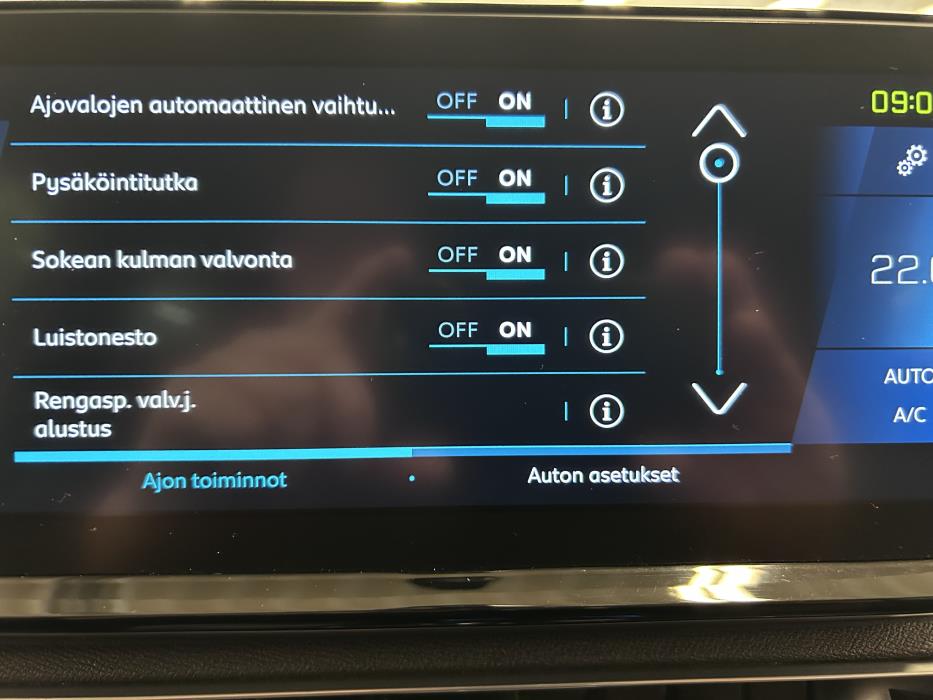 Ajovalojen automaattinen vaihtu... OFF ON
09:0
Pysäköintitutka OFF ON
Sokean kulman valvonta OFF ON
22.
Luistonesto OFF ON
Rengasp. valv.j.
alustus
AUTO
A/C
Ajon toiminnot
Auton asetukset